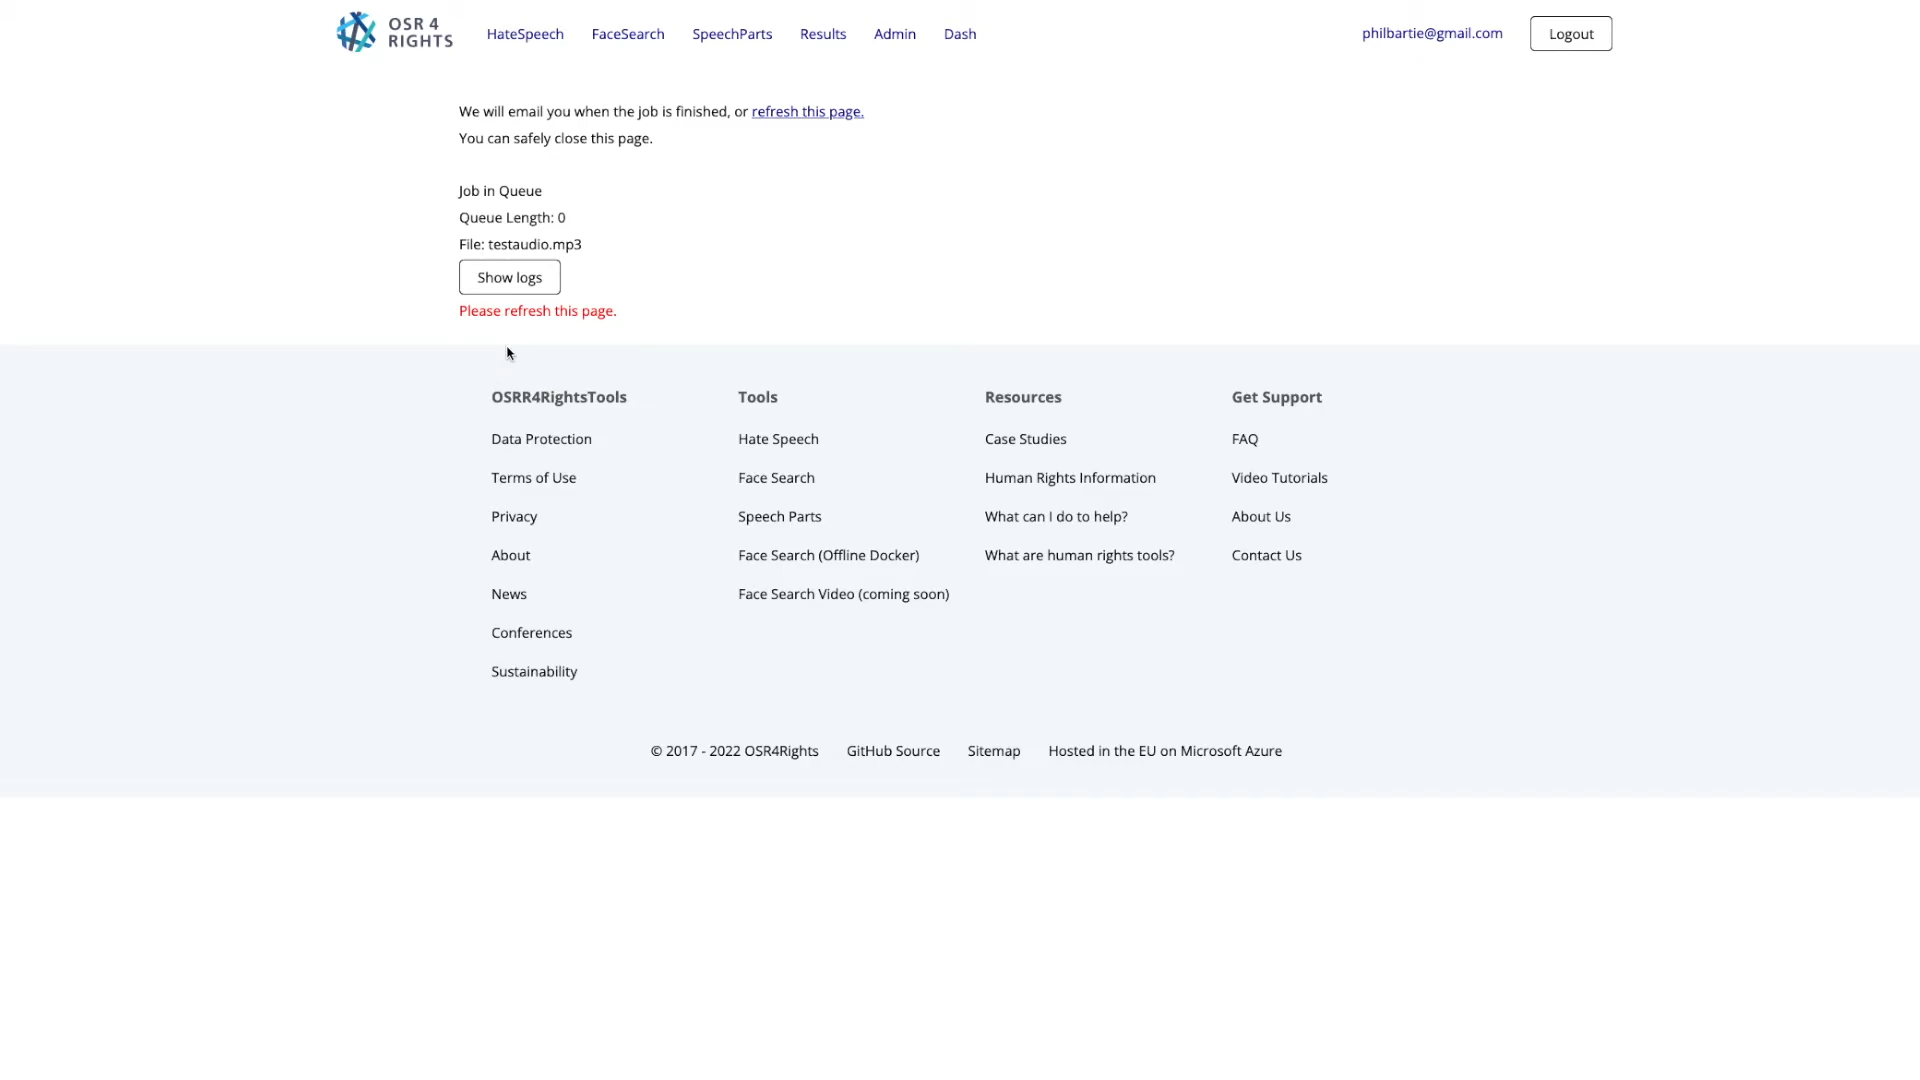 OSR 4
RIGHTS
HateSpeech FaceSearch SpeechParts Results Admin Dash philbartie@gmail.com Logout
We will email you when the job is finished, or refresh this page.
You can safely close this page.
Job in Queue
Queue Length: 0
File: testaudio.mp3
Show logs
Please refresh this page.
OSRR4RightsTools
Data Protection
Terms of Use
Privacy
About
News
Conferences
Sustainability
Tools
Hate Speech
Face Search
Speech Parts
Face Search (Offline Docker)
Face Search Video (coming soon)
Resources
Case Studies
Human Rights Information
What can I do to help?
What are human rights tools?
Get Support
FAQ
Video Tutorials
About Us
Contact Us
© 2017 - 2022 OSR4Rights GitHub Source Sitemap Hosted in the EU on Microsoft Azure